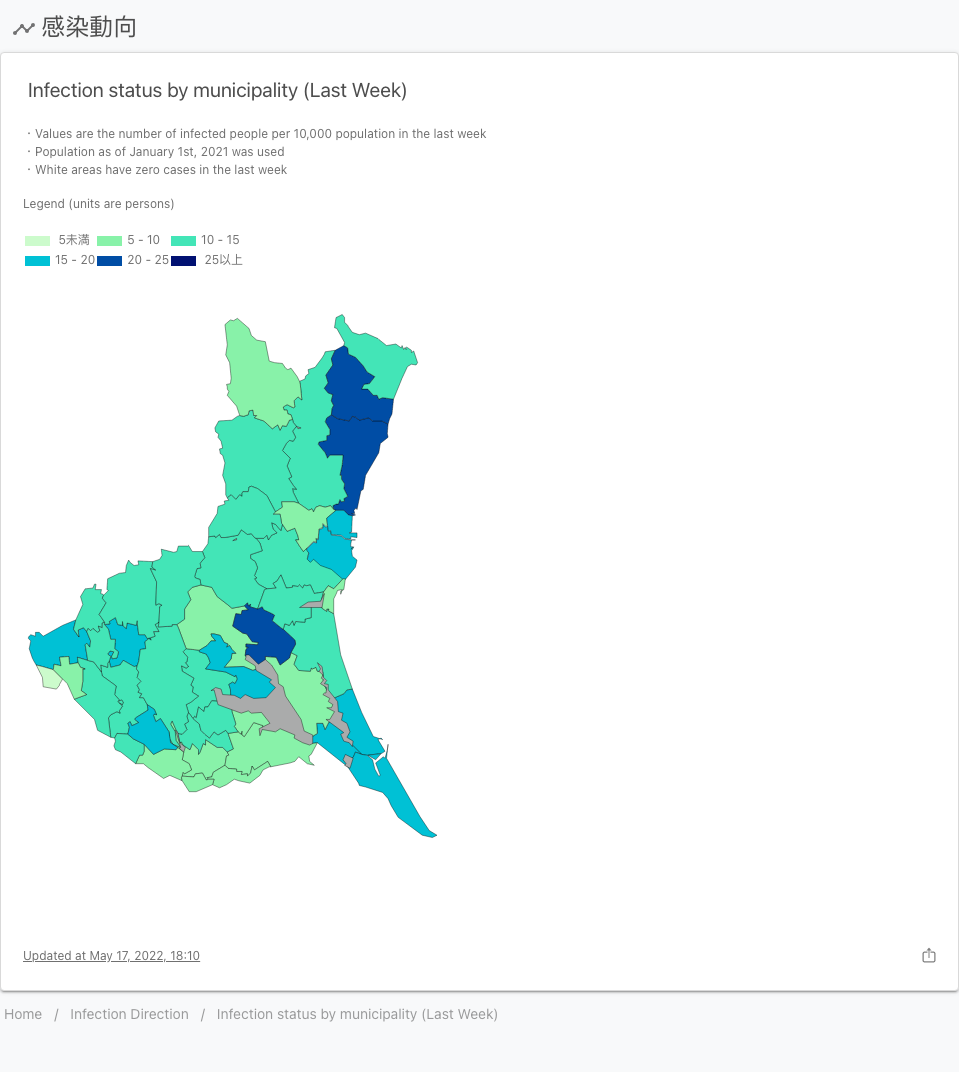 感染動向
Infection status by municipality (Last Week)
・Values are the number of infected people per 10,000 population in the last week
・Population as of January 1st, 2021 was used
・White areas have zero cases in the last week
Legend (units are persons)
5未満 5 - 10 10 - 15
15 - 20 20 - 25 25以上
Updated at May 17, 2022, 18:10
Home / Infection Direction / Infection status by municipality (Last Week)